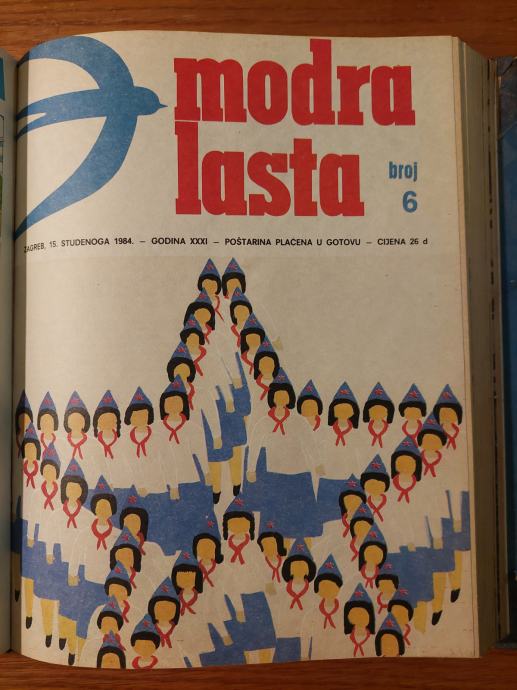 modra
lasta
broj
6
ZAGREB, 15. STUDENOGA 1984. — GODINA XXXI — POŠTARINA PLAĆENA U GOTOVU — CIJENA 26 d